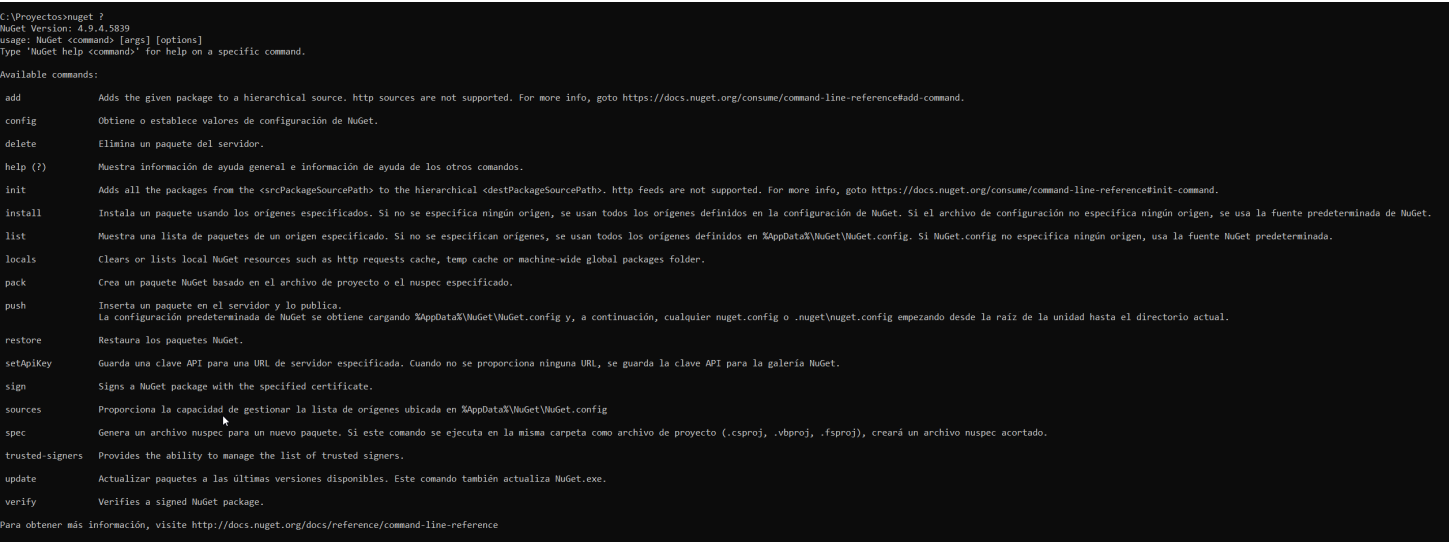 C:\Proyectos>nuget ?
NuGet Version: 4.9.4.5839
usage: NuGet <command> [args] [options]
Type 'NuGet help <command>' for help on a specific command.
Available commands:
add Adds the given package to a hierarchical source. http sources are not supported. For more info, goto https://docs.nuget.org/consume/command-line-reference#add-command.
config Obtiene o establece valores de configuración de NuGet.
delete Elimina un paquete del servidor.
help (?) Muestra información de ayuda general e información de ayuda de los otros comandos.
init Adds all the packages from the <srcPackageSourcePath> to the hierarchical <destPackageSourcePath>. http feeds are not supported. For more info, goto https://docs.nuget.org/consume/command-line-reference#init-command.
install Instala un paquete usando los orígenes especificados. Si no se especifica ningún origen, se usan todos los orígenes definidos en la configuración de NuGet. Si el archivo de configuración no especifica ningún origen, se usa la fuente predeterminada de NuGet.
list Muestra una lista de paquetes de un origen especificado. Si no se especifican orígenes, se usan todos los orígenes definidos en %AppData%\NuGet\NuGet.config. Si NuGet.config no especifica ningún origen, usa la fuente NuGet predeterminada.
locals Clears or lists local NuGet resources such as http requests cache, temp cache or machine-wide global packages folder.
pack Crea un paquete NuGet basado en el archivo de proyecto o el nuspec especificado.
push Inserta un paquete en el servidor y lo publica.
La configuración predeterminada de NuGet se obtiene cargando %AppData%\NuGet\NuGet.config y, a continuación, cualquier nuget.config o .nuget\nuget.config empezando desde la raíz de la unidad hasta el directorio actual.
restore Restaura los paquetes NuGet.
setApiKey Guarda una clave API para una URL de servidor especificada. Cuando no se proporciona ninguna URL, se guarda la clave API para la galería NuGet.
sign Signs a NuGet package with the specified certificate.
sources Proporciona la capacidad de gestionar la lista de orígenes ubicada en %AppData%\NuGet\NuGet.config
spec Genera un archivo nuspec para un nuevo paquete. Si este comando se ejecuta en la misma carpeta como archivo de proyecto (.csproj, .vbproj, .fsproj), creará un archivo nuspec acortado.
trusted-signers Provides the ability to manage the list of trusted signers.
update Actualizar paquetes a las últimas versiones disponibles. Este comando también actualiza NuGet.exe.
verify Verifies a signed NuGet package.
Para obtener más información, visite http://docs.nuget.org/docs/reference/command-line-reference